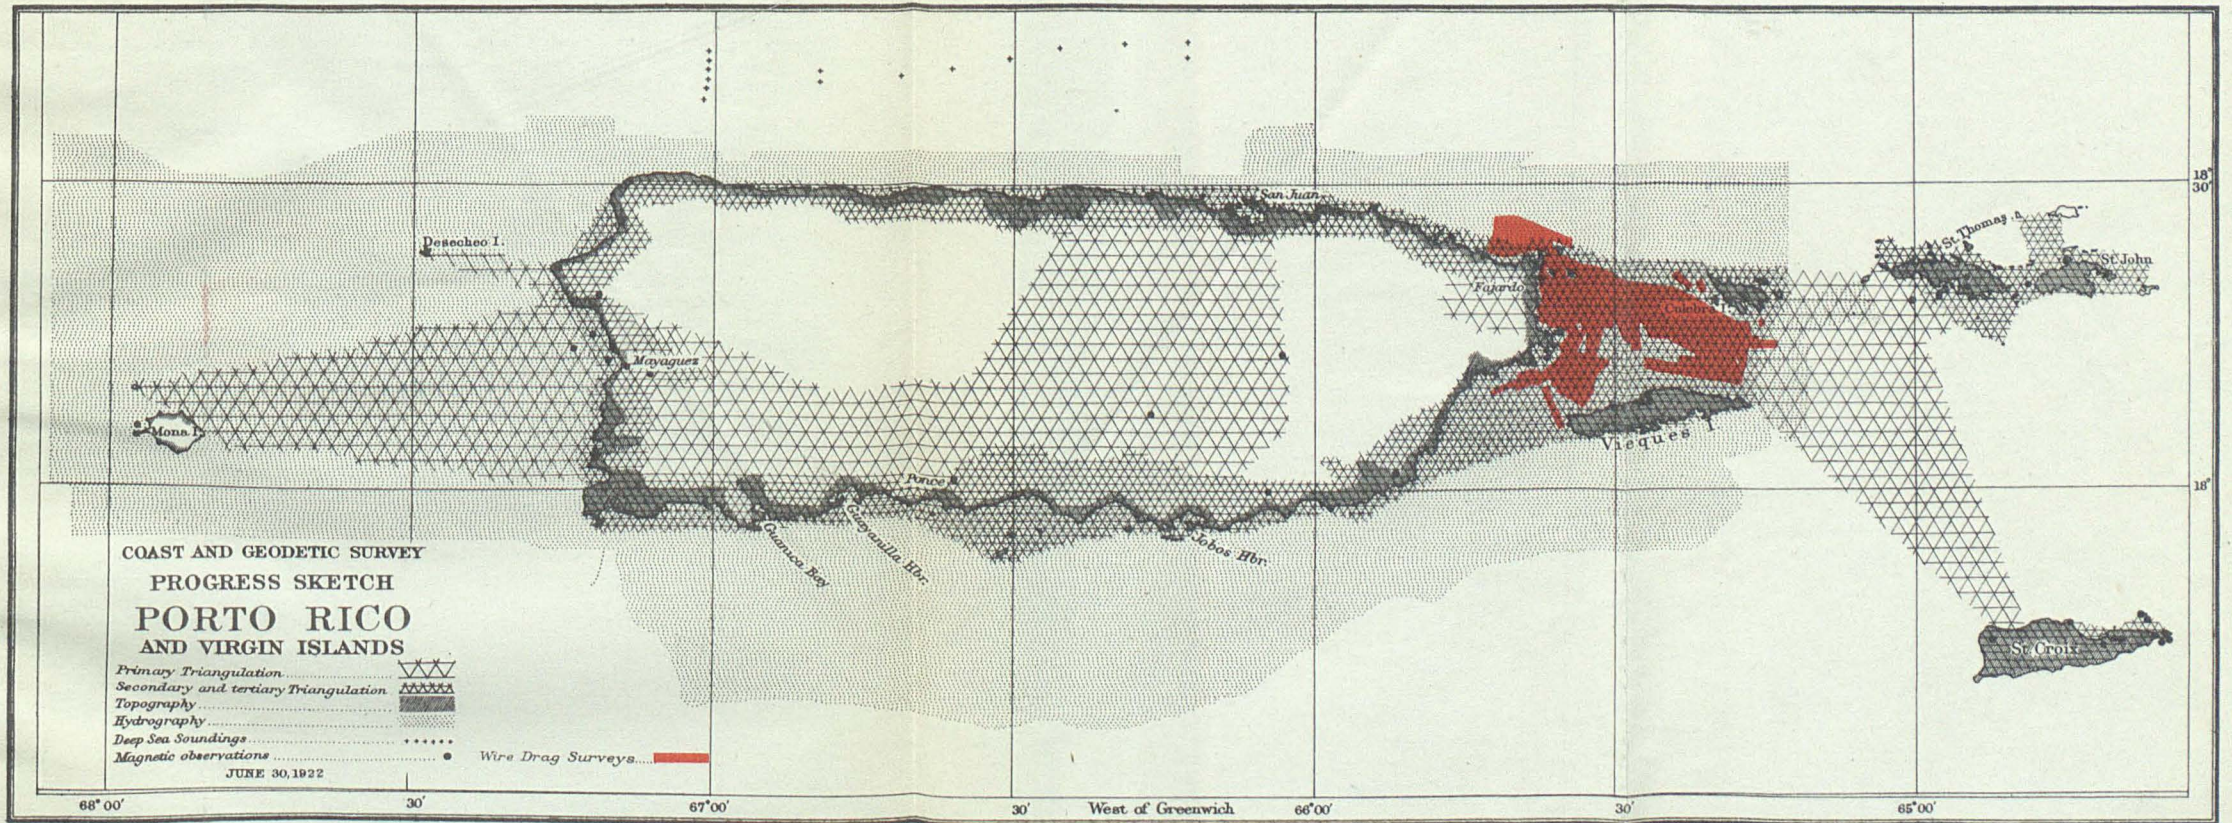 San Juan
18°
30'
Desecheo I.
St. Thomas
St. John
Fajardo
Culebra
Mayaguez
Mona I.
Vieques I
Ponce
18°
Guanica Bay
Guayanilla Hbr.
Jobos Hbr.
St. Croix
COAST AND GEODETIC SURVEY
PROGRESS SKETCH
PORTO RICO
AND VIRGIN ISLANDS
Primary Triangulation
Secondary and tertiary Triangulation
Topography
Hydrography
Deep Sea Soundings
Magnetic observations
Wire Drag Surveys
JUNE 30, 1922
68°00' 30' 67°00' 30' West of Greenwich 66°00' 30' 65°00'